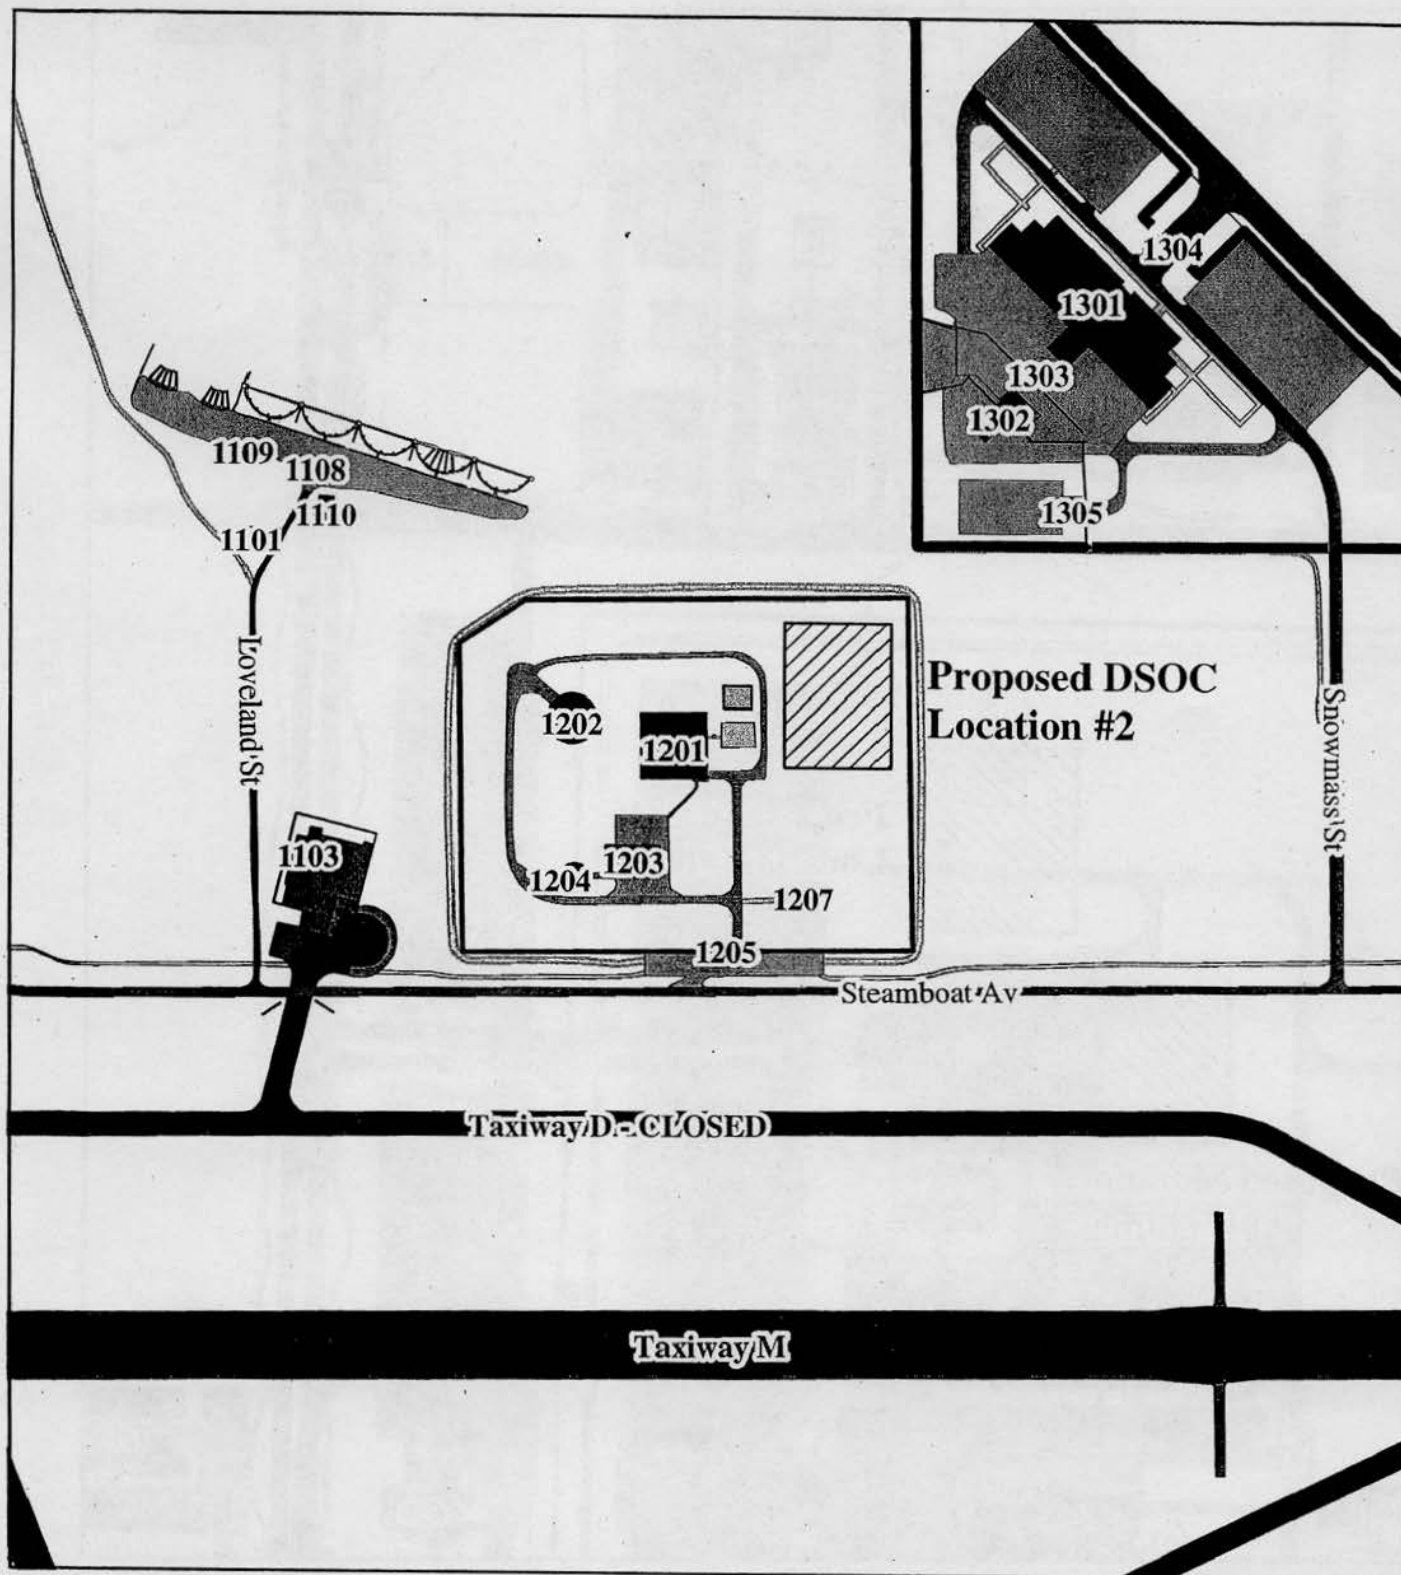 1304
1301
1303
1302
1305
1109
1108
1110
1101
Loveland St
Proposed DSOC
Location #2
Snowmass St
1202
1201
1103
1203
1204
1207
1205
Steamboat Av
Taxiway D - CLOSED
Taxiway M